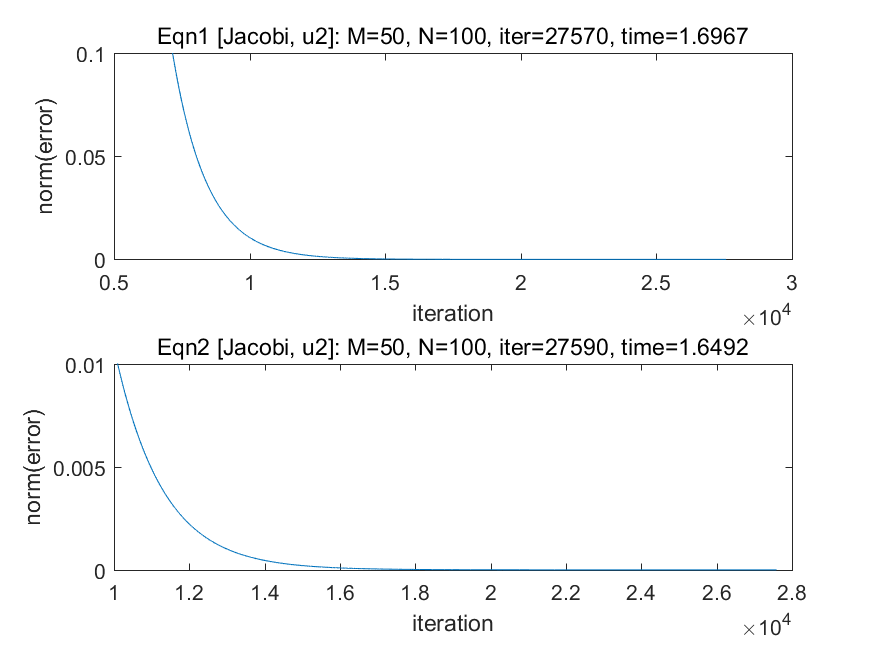 Eqn1 [Jacobi, u2]: M=50, N=100, iter=27570, time=1.6967
0.1
0.05
0
norm(error)
0.5 1 1.5 2 2.5 3
iteration
×10^4
Eqn2 [Jacobi, u2]: M=50, N=100, iter=27590, time=1.6492
0.01
0.005
0
norm(error)
1 1.2 1.4 1.6 1.8 2 2.2 2.4 2.6 2.8
iteration
×10^4